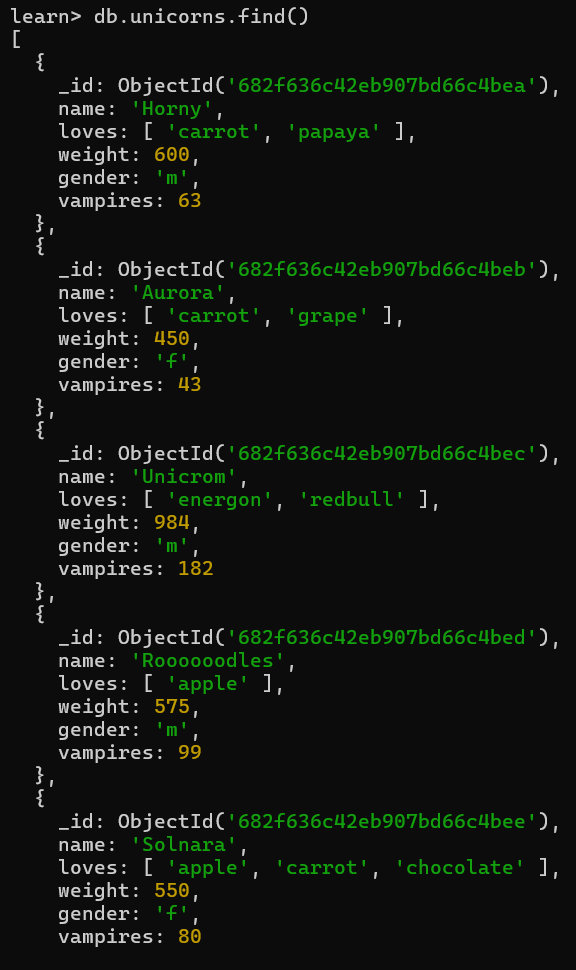 learn> db.unicorns.find()
[
  {
    _id: ObjectId('682f636c42eb907bd66c4bea'),
    name: 'Horny',
    loves: [ 'carrot', 'papaya' ],
    weight: 600,
    gender: 'm',
    vampires: 63
  },
  {
    _id: ObjectId('682f636c42eb907bd66c4beb'),
    name: 'Aurora',
    loves: [ 'carrot', 'grape' ],
    weight: 450,
    gender: 'f',
    vampires: 43
  },
  {
    _id: ObjectId('682f636c42eb907bd66c4bec'),
    name: 'Unicrom',
    loves: [ 'energon', 'redbull' ],
    weight: 984,
    gender: 'm',
    vampires: 182
  },
  {
    _id: ObjectId('682f636c42eb907bd66c4bed'),
    name: 'Roooooodles',
    loves: [ 'apple' ],
    weight: 575,
    gender: 'm',
    vampires: 99
  },
  {
    _id: ObjectId('682f636c42eb907bd66c4bee'),
    name: 'Solnara',
    loves: [ 'apple', 'carrot', 'chocolate' ],
    weight: 550,
    gender: 'f',
    vampires: 80